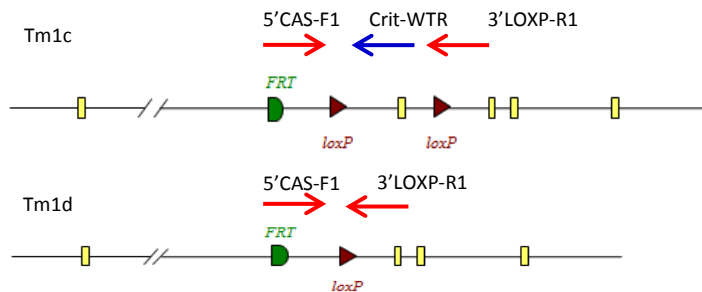 5’CAS-F1 Crit-WTR 3’LOXP-R1
Tm1c
FRT
loxP loxP
5’CAS-F1 3’LOXP-R1
Tm1d
FRT
loxP